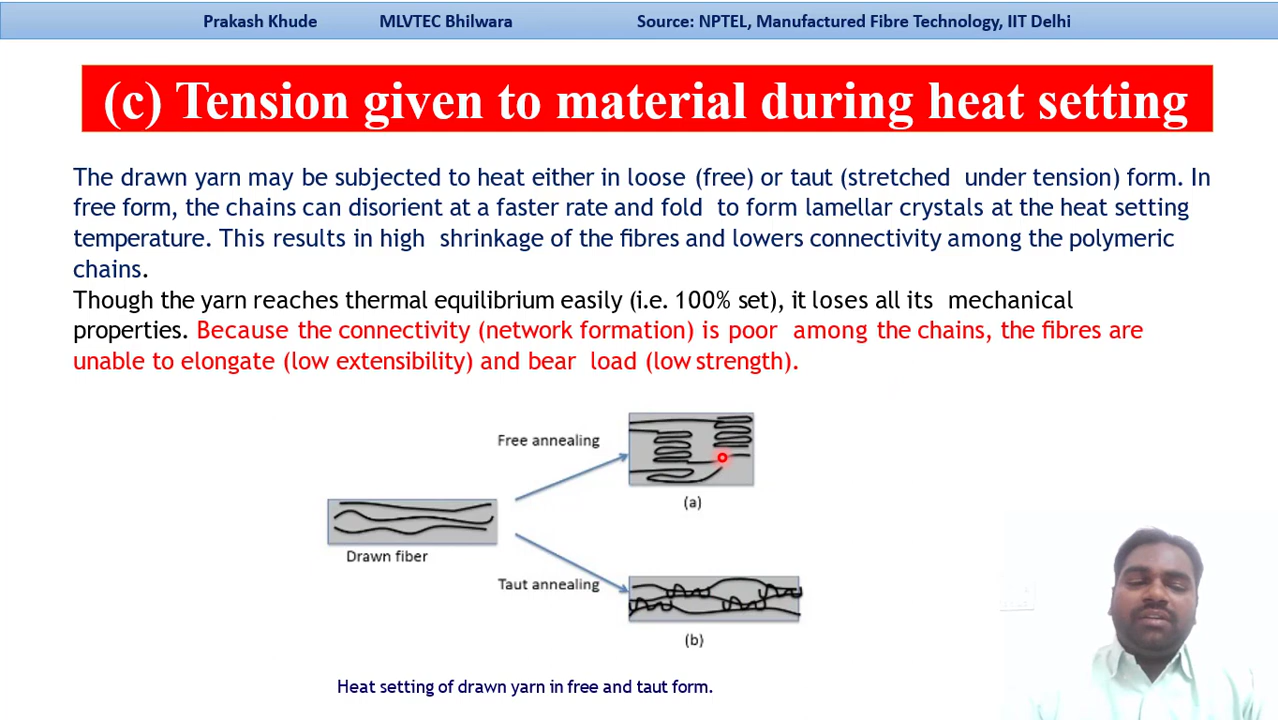 Prakash Khude MLVTEC Bhilwara Source: NPTEL, Manufactured Fibre Technology, IIT Delhi
(c) Tension given to material during heat setting
The drawn yarn may be subjected to heat either in loose (free) or taut (stretched under tension) form. In
free form, the chains can disorient at a faster rate and fold to form lamellar crystals at the heat setting
temperature. This results in high shrinkage of the fibres and lowers connectivity among the polymeric
chains.
Though the yarn reaches thermal equilibrium easily (i.e. 100% set), it loses all its mechanical
properties. Because the connectivity (network formation) is poor among the chains, the fibres are
unable to elongate (low extensibility) and bear load (low strength).
Free annealing
(a)
Drawn fiber
Taut annealing
(b)
Heat setting of drawn yarn in free and taut form.